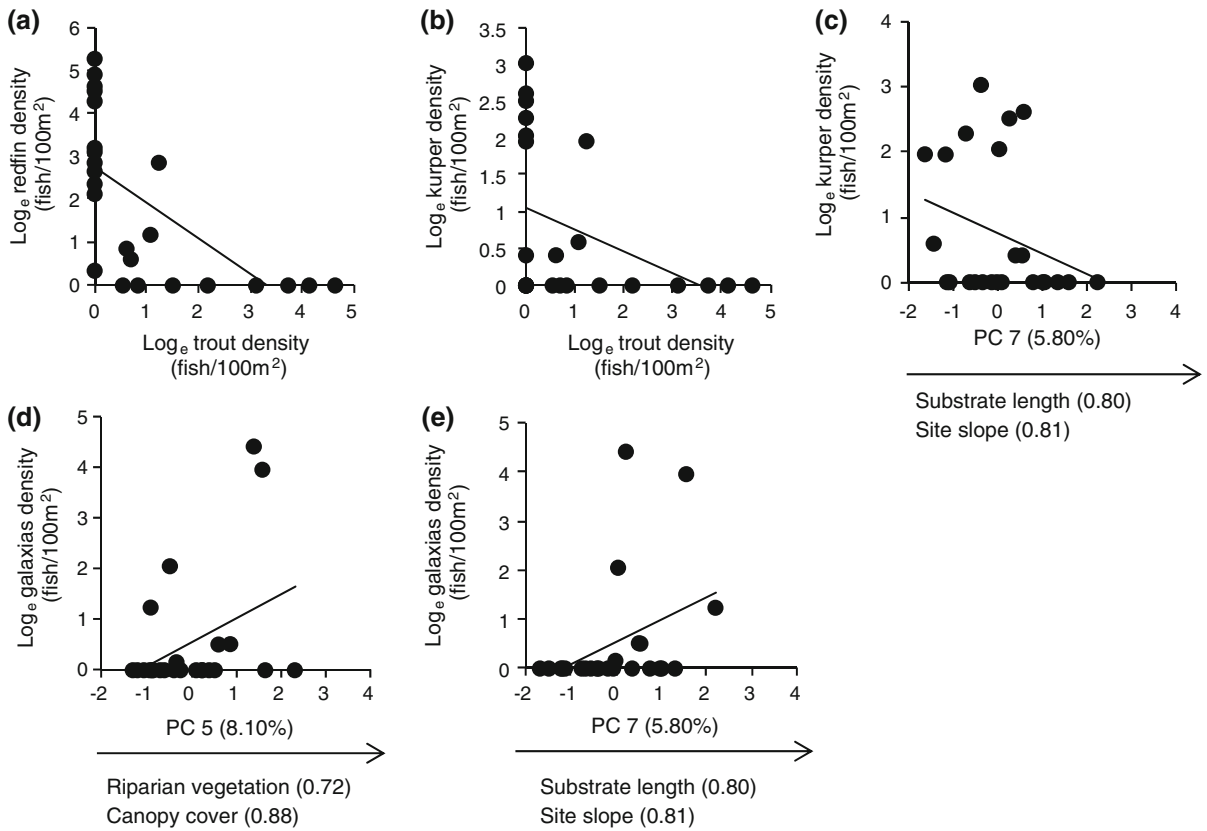 (a)
Log e redfin density
(fish/100m²)
6
5
4
3
2
1
0
0 1 2 3 4 5
Log e trout density
(fish/100m²)
(b)
Log e kurper density
(fish/100m²)
3.5
3
2.5
2
1.5
1
0.5
0
0 1 2 3 4 5
Log e trout density
(fish/100m²)
(c)
Log e kurper density
(fish/100m²)
4
3
2
1
0
-2 -1 0 1 2 3 4
PC 7 (5.80%)
Substrate length (0.80)
Site slope (0.81)
(d)
Log e galaxias density
(fish/100m²)
5
4
3
2
1
0
-2 -1 0 1 2 3 4
PC 5 (8.10%)
Riparian vegetation (0.72)
Canopy cover (0.88)
(e)
Log e galaxias density
(fish/100m²)
5
4
3
2
1
0
-2 -1 0 1 2 3 4
PC 7 (5.80%)
Substrate length (0.80)
Site slope (0.81)